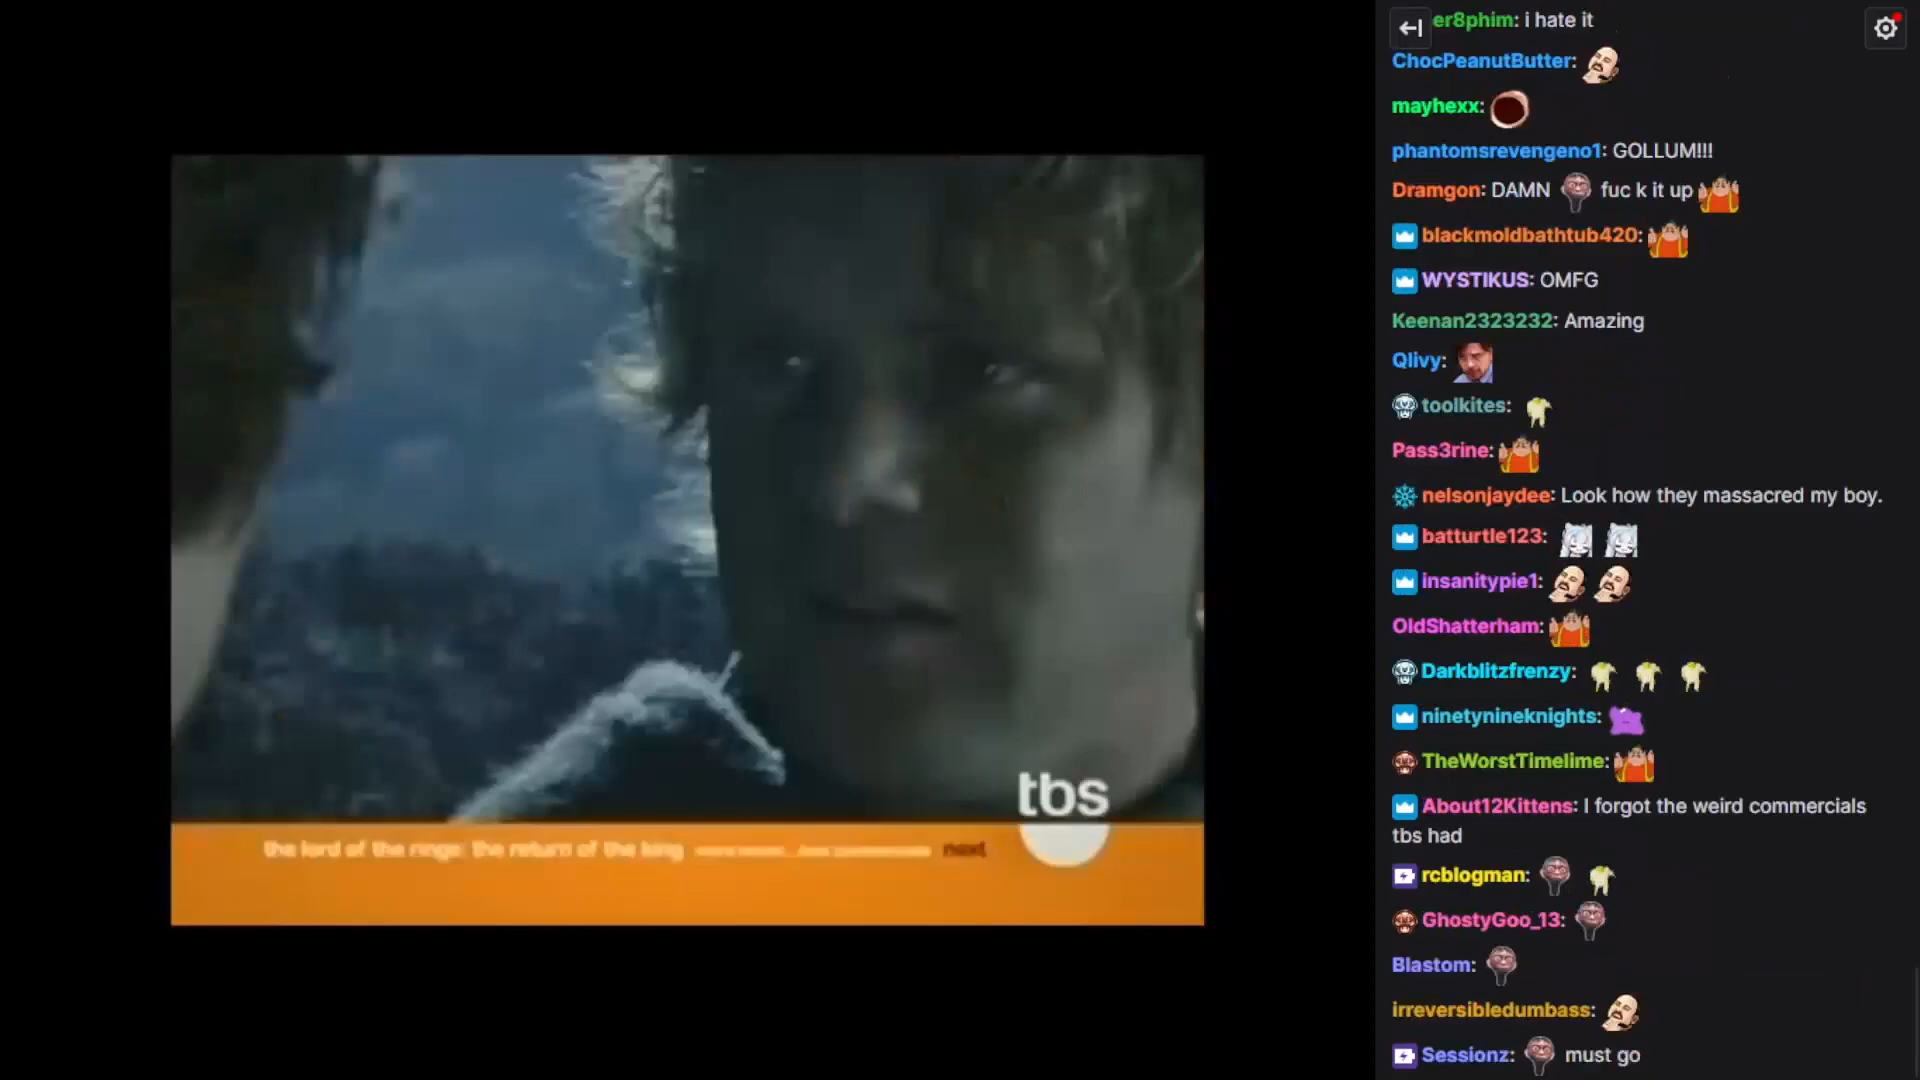 tbs
the lord of the rings: the return of the king
next
er8phim: i hate it
ChocPeanutButter:
mayhexx:
phantomsrevengeno1: GOLLUM!!!
Dramgon: DAMN fuc k it up
blackmoldbathtub420:
WYSTIKUS: OMFG
Keenan2323232: Amazing
Qlivy:
toolkites:
Pass3rine:
nelsonjaydee: Look how they massacred my boy.
batturtle123:
insanitypie1:
OldShatterham:
Darkblitzfrenzy:
ninetynineknights:
TheWorstTimelime:
About12Kittens: I forgot the weird commercials
tbs had
rcblogman:
GhostyGoo_13:
Blastom:
irreversibledumbass:
Sessionz: must go